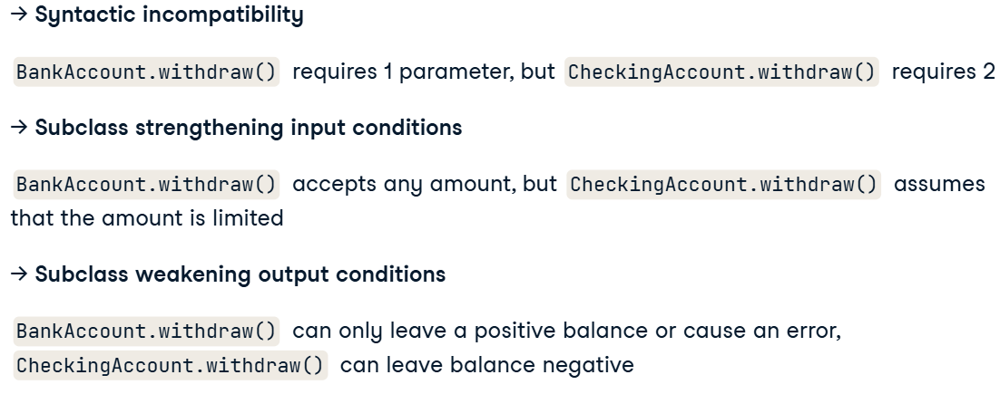 → Syntactic incompatibility
BankAccount.withdraw() requires 1 parameter, but CheckingAccount.withdraw() requires 2
→ Subclass strengthening input conditions
BankAccount.withdraw() accepts any amount, but CheckingAccount.withdraw() assumes
that the amount is limited
→ Subclass weakening output conditions
BankAccount.withdraw() can only leave a positive balance or cause an error,
CheckingAccount.withdraw() can leave balance negative